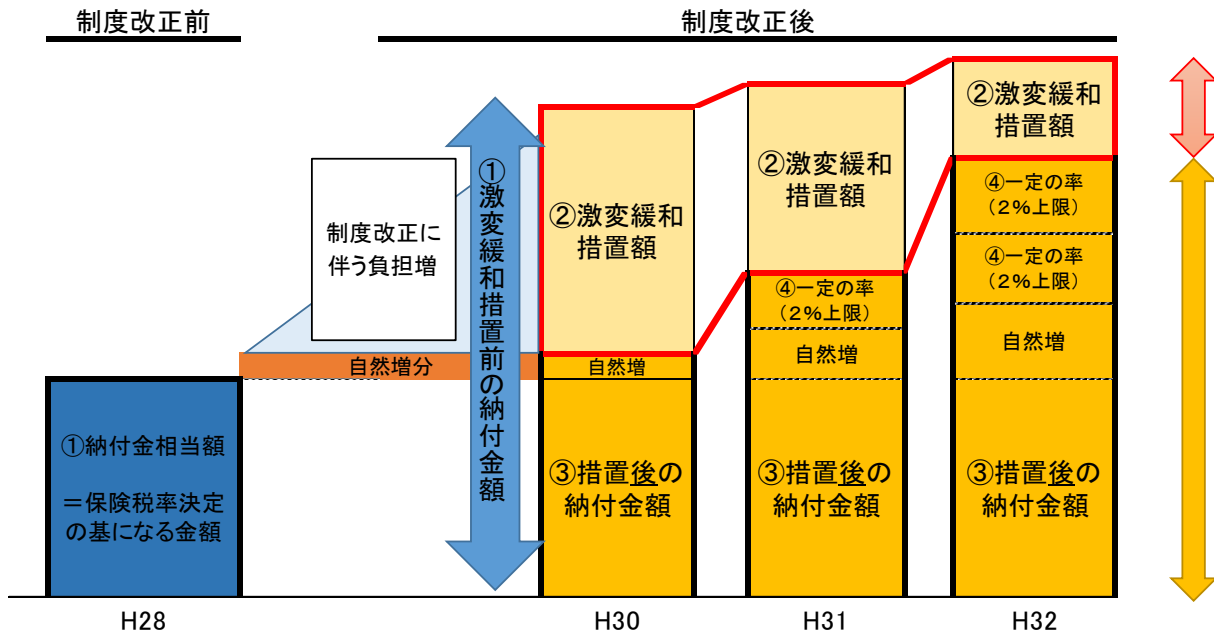 制度改正前
制度改正後
①納付金相当額
＝保険税率決定
の基になる金額
制度改正に
伴う負担増
自然増分
①激変緩和措置前の納付金額
②激変緩和
措置額
自然増
③措置後の
納付金額
②激変緩和
措置額
④一定の率
（２％上限）
自然増
③措置後の
納付金額
②激変緩和
措置額
④一定の率
（２％上限）
④一定の率
（２％上限）
自然増
③措置後の
納付金額
H28
H30
H31
H32